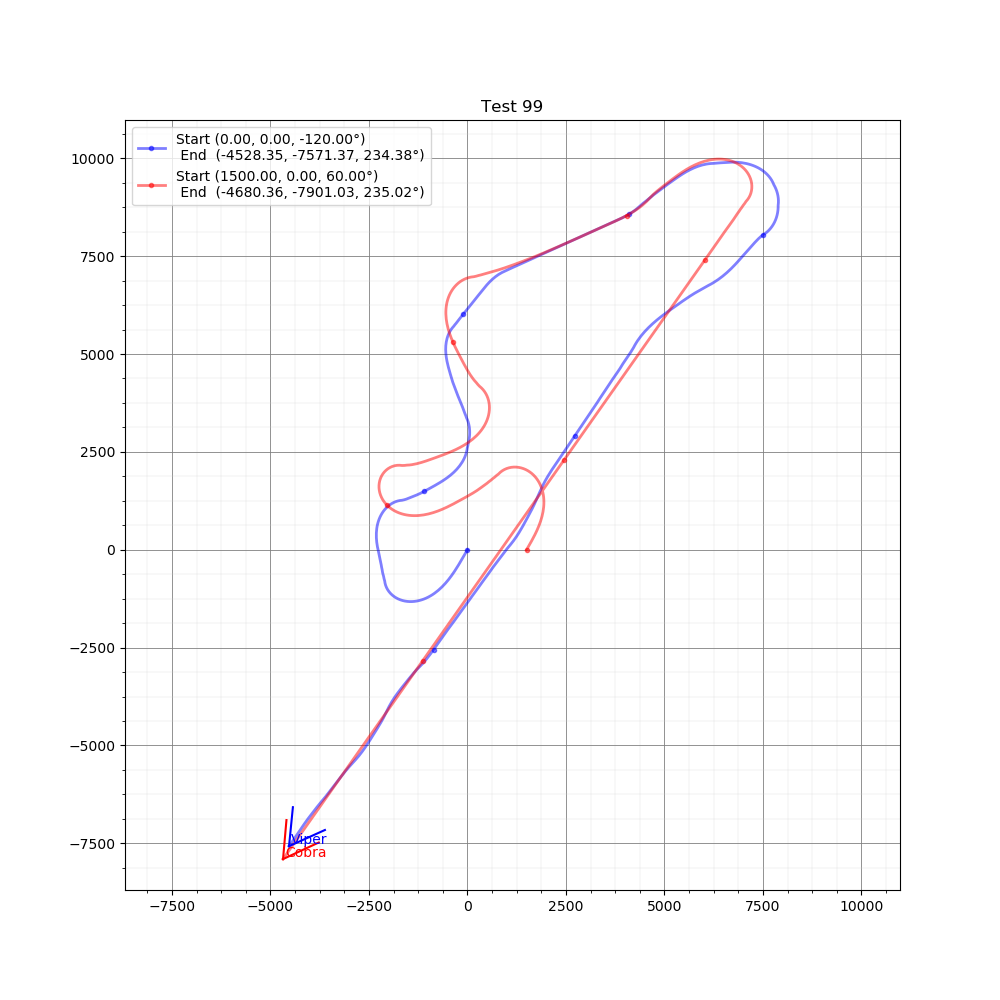 Test 99
Start (0.00, 0.00, -120.00°)
End  (-4528.35, -7571.37, 234.38°)
Start (1500.00, 0.00, 60.00°)
End  (-4680.36, -7901.03, 235.02°)
10000
7500
5000
2500
0
−2500
−5000
−7500
Viper
Cobra
−7500 −5000 −2500 0 2500 5000 7500 10000